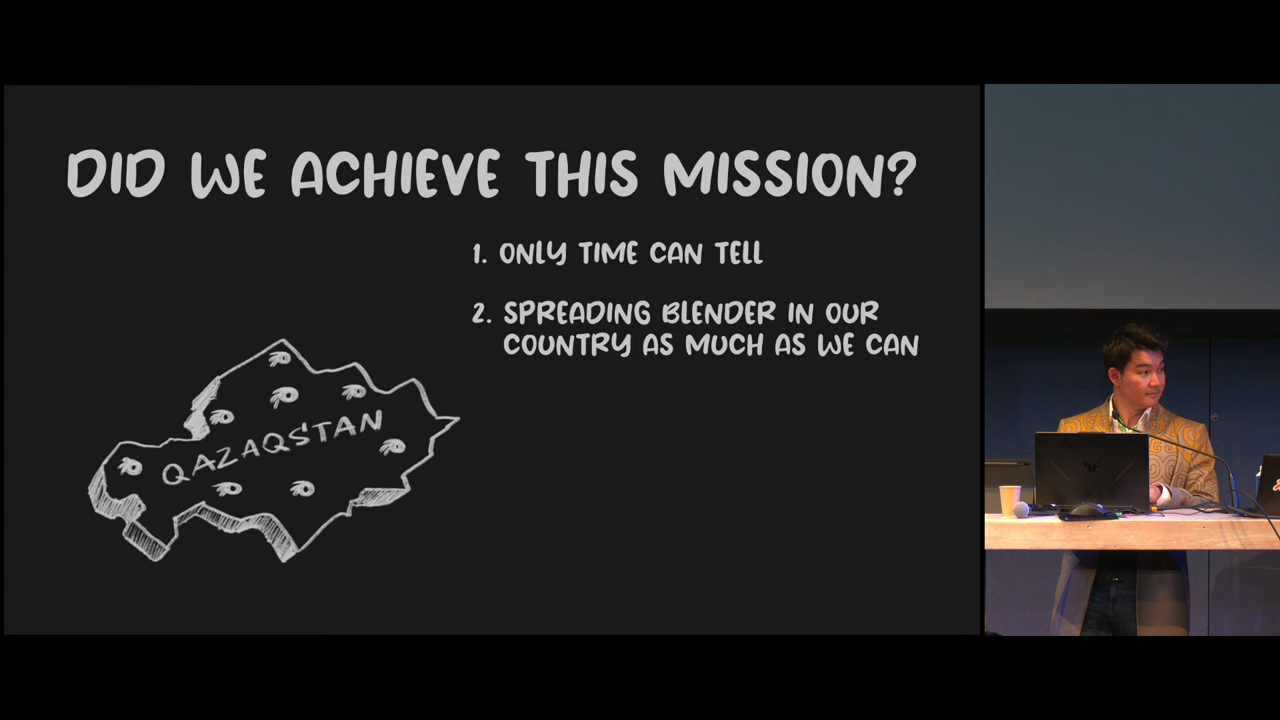 DID WE ACHIEVE THIS MISSION?
1. ONLY TIME CAN TELL
2. SPREADING BLENDER IN OUR
COUNTRY AS MUCH AS WE CAN
QAZAQSTAN